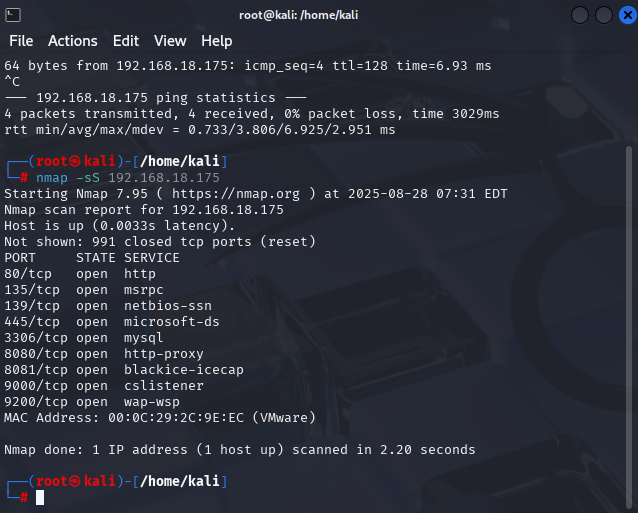 root@kali: /home/kali
File Actions Edit View Help
64 bytes from 192.168.18.175: icmp_seq=4 ttl=128 time=6.93 ms
^C
--- 192.168.18.175 ping statistics ---
4 packets transmitted, 4 received, 0% packet loss, time 3029ms
rtt min/avg/max/mdev = 0.733/3.806/6.925/2.951 ms
┌──(root㉿kali)-[/home/kali]
└─# nmap -sS 192.168.18.175
Starting Nmap 7.95 ( https://nmap.org ) at 2025-08-28 07:31 EDT
Nmap scan report for 192.168.18.175
Host is up (0.0033s latency).
Not shown: 991 closed tcp ports (reset)
PORT     STATE SERVICE
80/tcp   open  http
135/tcp  open  msrpc
139/tcp  open  netbios-ssn
445/tcp  open  microsoft-ds
3306/tcp open  mysql
8080/tcp open  http-proxy
8081/tcp open  blackice-icecap
9000/tcp open  cslistener
9200/tcp open  wap-wsp
MAC Address: 00:0C:29:2C:9E:EC (VMware)
Nmap done: 1 IP address (1 host up) scanned in 2.20 seconds
┌──(root㉿kali)-[/home/kali]
└─#